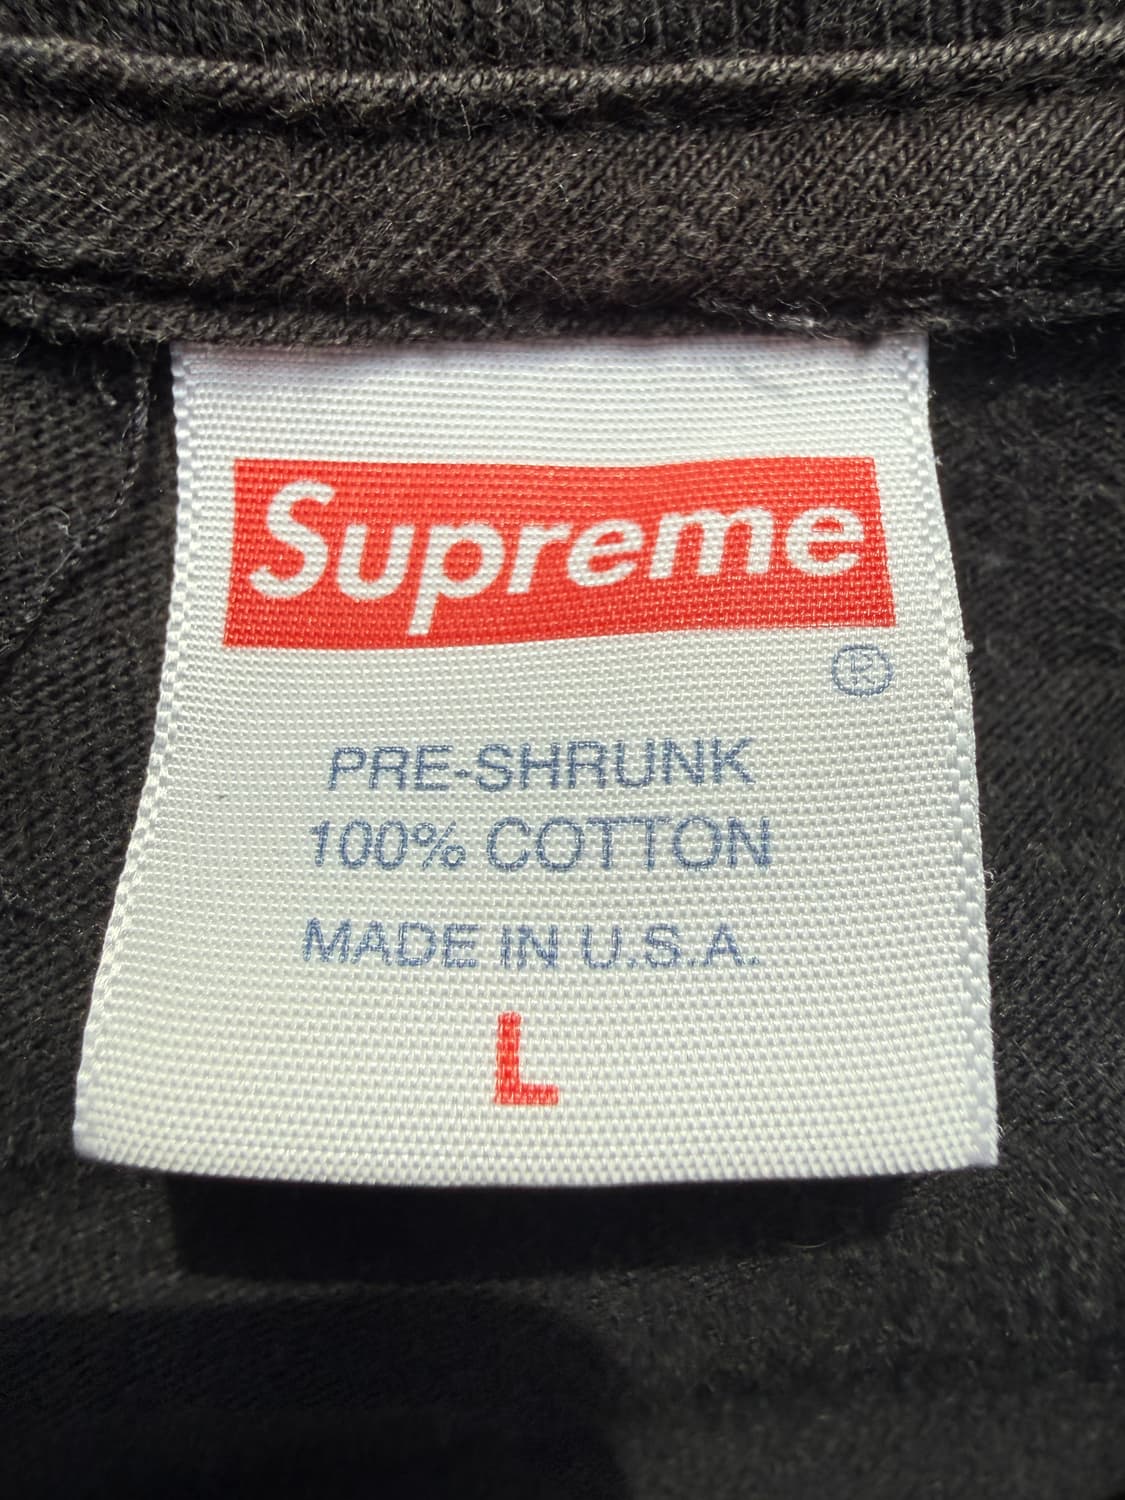 Supreme
®
PRE-SHRUNK
100% COTTON
MADE IN U.S.A.
L